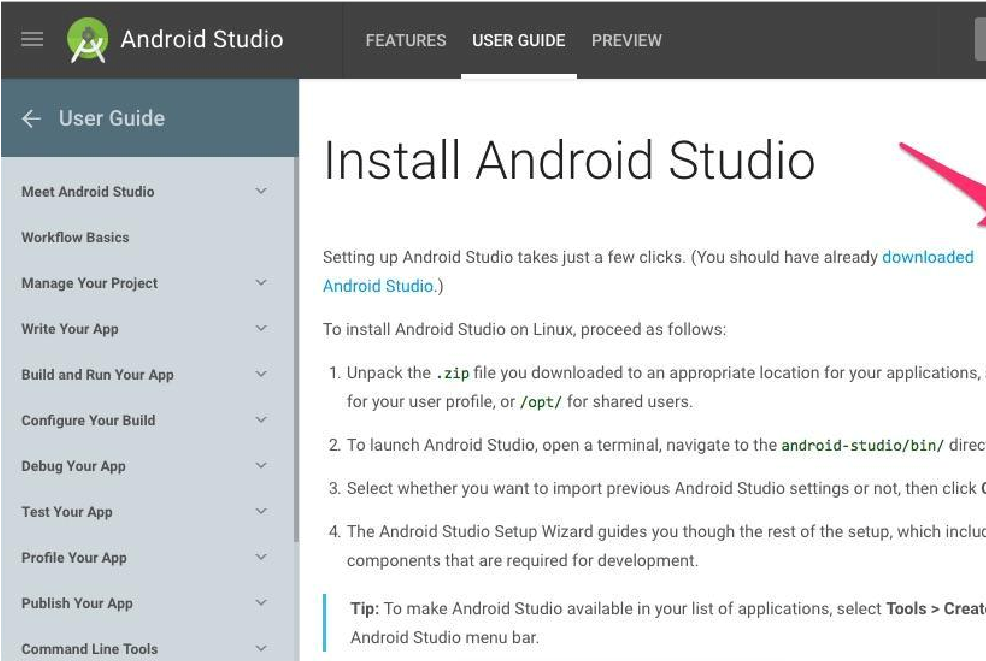 Android Studio
FEATURES
USER GUIDE
PREVIEW
User Guide
Meet Android Studio
Workflow Basics
Manage Your Project
Write Your App
Build and Run Your App
Configure Your Build
Debug Your App
Test Your App
Profile Your App
Publish Your App
Command Line Tools
Install Android Studio
Setting up Android Studio takes just a few clicks. (You should have already downloaded
Android Studio.)
To install Android Studio on Linux, proceed as follows:
1. Unpack the .zip file you downloaded to an appropriate location for your applications,
for your user profile, or /opt/ for shared users.
2. To launch Android Studio, open a terminal, navigate to the android-studio/bin/ direc
3. Select whether you want to import previous Android Studio settings or not, then click
4. The Android Studio Setup Wizard guides you though the rest of the setup, which includ
components that are required for development.
Tip: To make Android Studio available in your list of applications, select Tools > Creat
Android Studio menu bar.